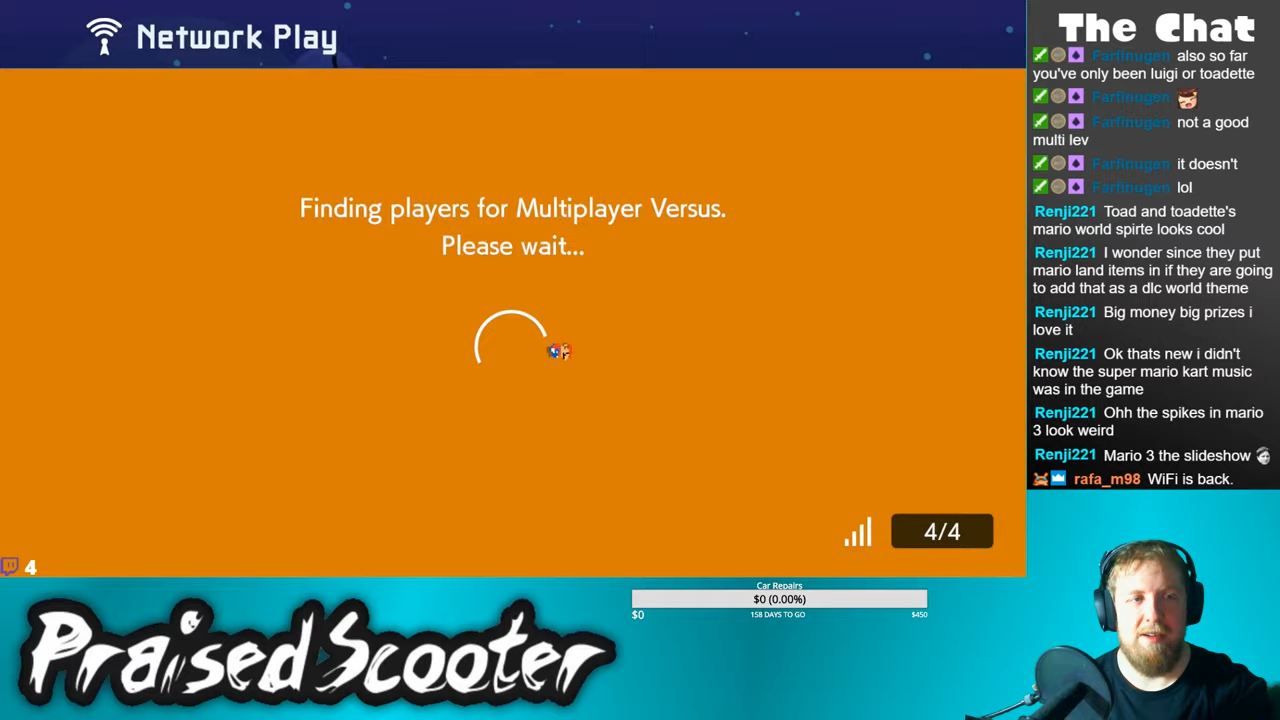 Network Play
Finding players for Multiplayer Versus.
Please wait...
4/4
4
The Chat
Farfinugen also so far
you've only been luigi or toadette
Farfinugen
Farfinugen not a good
multi lev
Farfinugen it doesn't
Farfinugen lol
Renji221 Toad and toadette's
mario world spirte looks cool
Renji221 I wonder since they put
mario land items in if they are going
to add that as a dlc world theme
Renji221 Big money big prizes i
love it
Renji221 Ok thats new i didn't
know the super mario kart music
was in the game
Renji221 Ohh the spikes in mario
3 look weird
Renji221 Mario 3 the slideshow
rafa_m98 WiFi is back.
Car Repairs
$0 (0.00%)
$0 158 DAYS TO GO $450
PraisedScooter